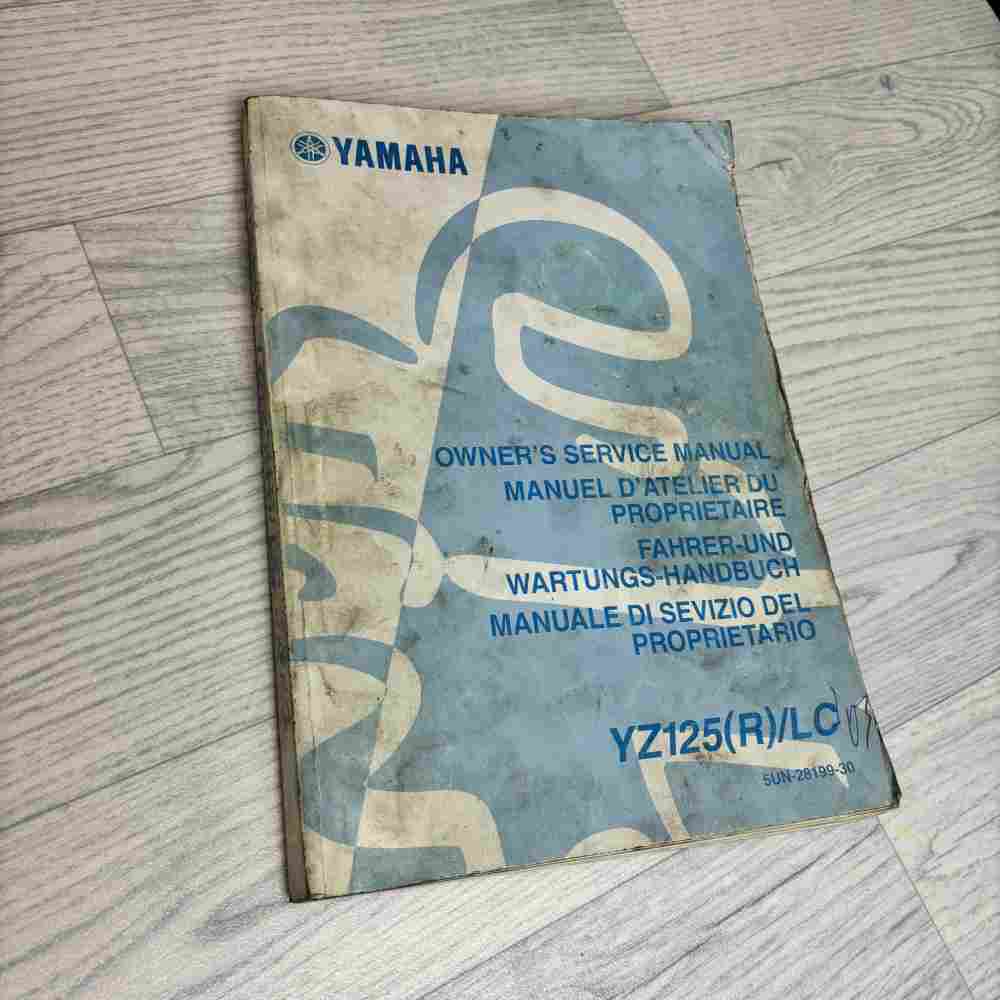 YAMAHA
OWNER'S SERVICE MANUAL
MANUEL D'ATELIER DU
PROPRIETAIRE
FAHRER-UND
WARTUNGS-HANDBUCH
MANUALE DI SEVIZIO DEL
PROPRIETARIO
YZ125(R)/LC
5UN-28199-30